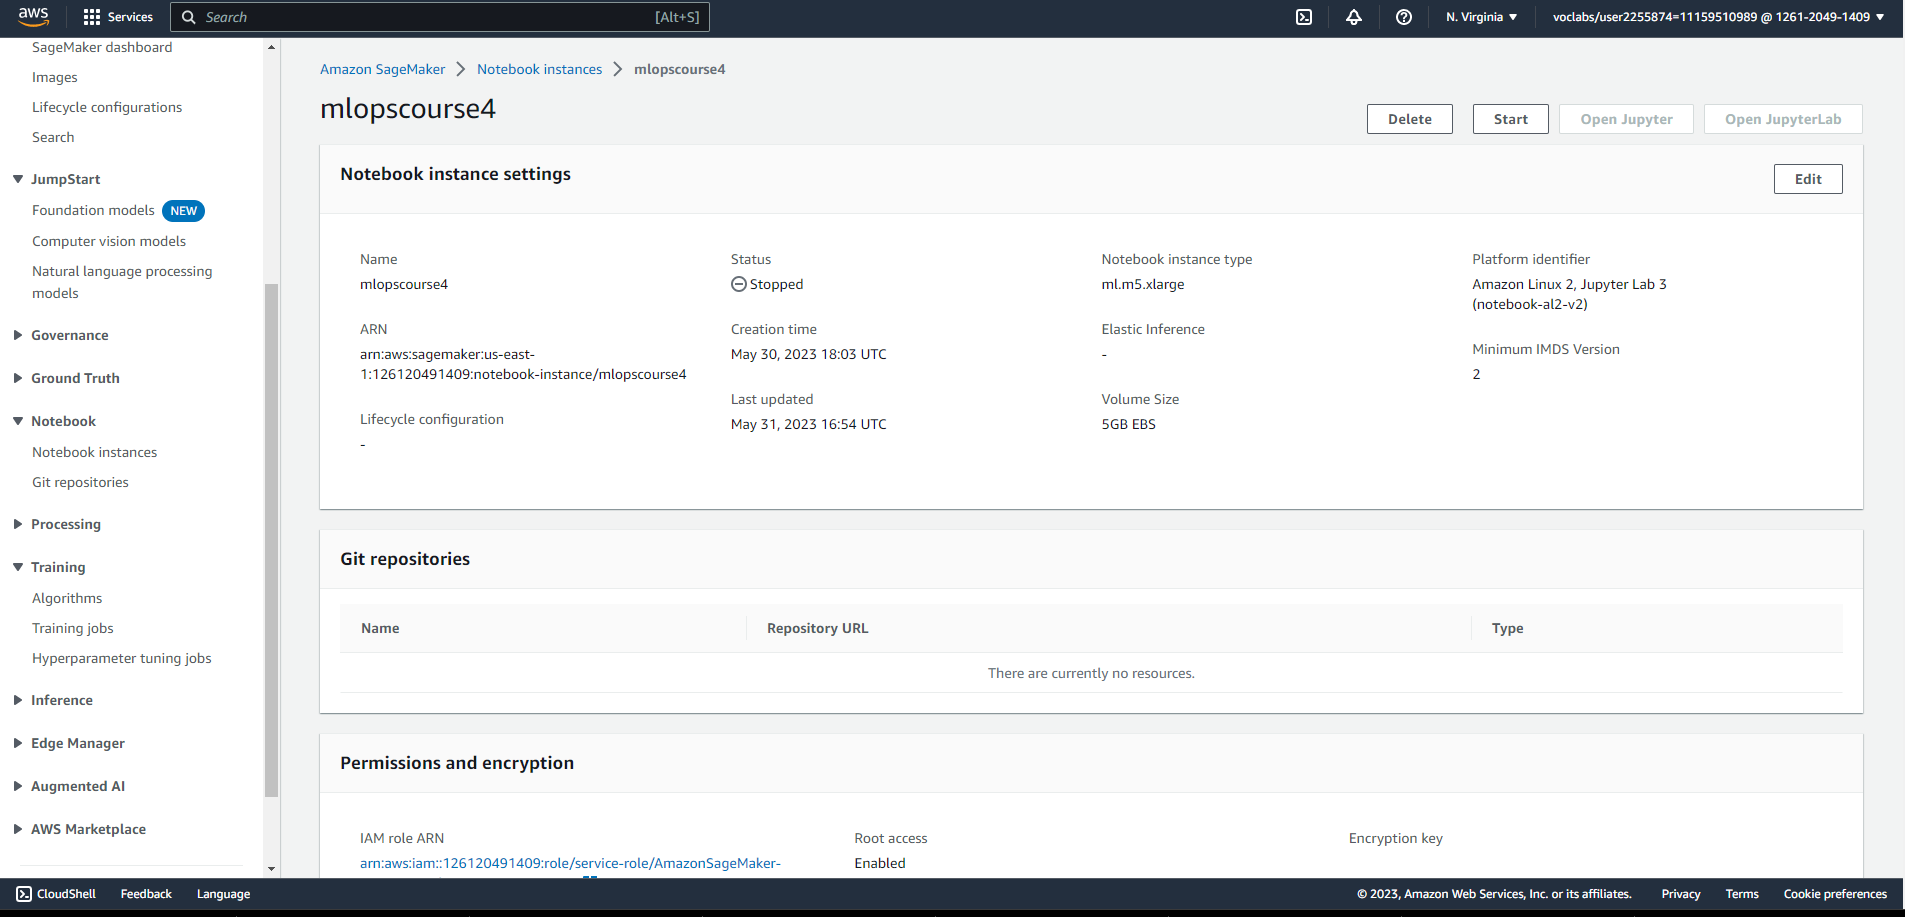 aws
Services
Search
[Alt+S]
N. Virginia
voclabs/user2255874=11159510989 @ 1261-2049-1409
SageMaker dashboard
Images
Lifecycle configurations
Search
JumpStart
Foundation models NEW
Computer vision models
Natural language processing
models
Governance
Ground Truth
Notebook
Notebook instances
Git repositories
Processing
Training
Algorithms
Training jobs
Hyperparameter tuning jobs
Inference
Edge Manager
Augmented AI
AWS Marketplace
Amazon SageMaker
Notebook instances
mlopscourse4
mlopscourse4
Delete
Start
Open Jupyter
Open JupyterLab
Notebook instance settings
Edit
Name
mlopscourse4
ARN
arn:aws:sagemaker:us-east-
1:126120491409:notebook-instance/mlopscourse4
Lifecycle configuration
-
Status
Stopped
Creation time
May 30, 2023 18:03 UTC
Last updated
May 31, 2023 16:54 UTC
Notebook instance type
ml.m5.xlarge
Elastic Inference
-
Volume Size
5GB EBS
Platform identifier
Amazon Linux 2, Jupyter Lab 3
(notebook-al2-v2)
Minimum IMDS Version
2
Git repositories
Name
Repository URL
Type
There are currently no resources.
Permissions and encryption
IAM role ARN
arn:aws:iam::126120491409:role/service-role/AmazonSageMaker-
Root access
Enabled
Encryption key
CloudShell
Feedback
Language
© 2023, Amazon Web Services, Inc. or its affiliates.
Privacy
Terms
Cookie preferences